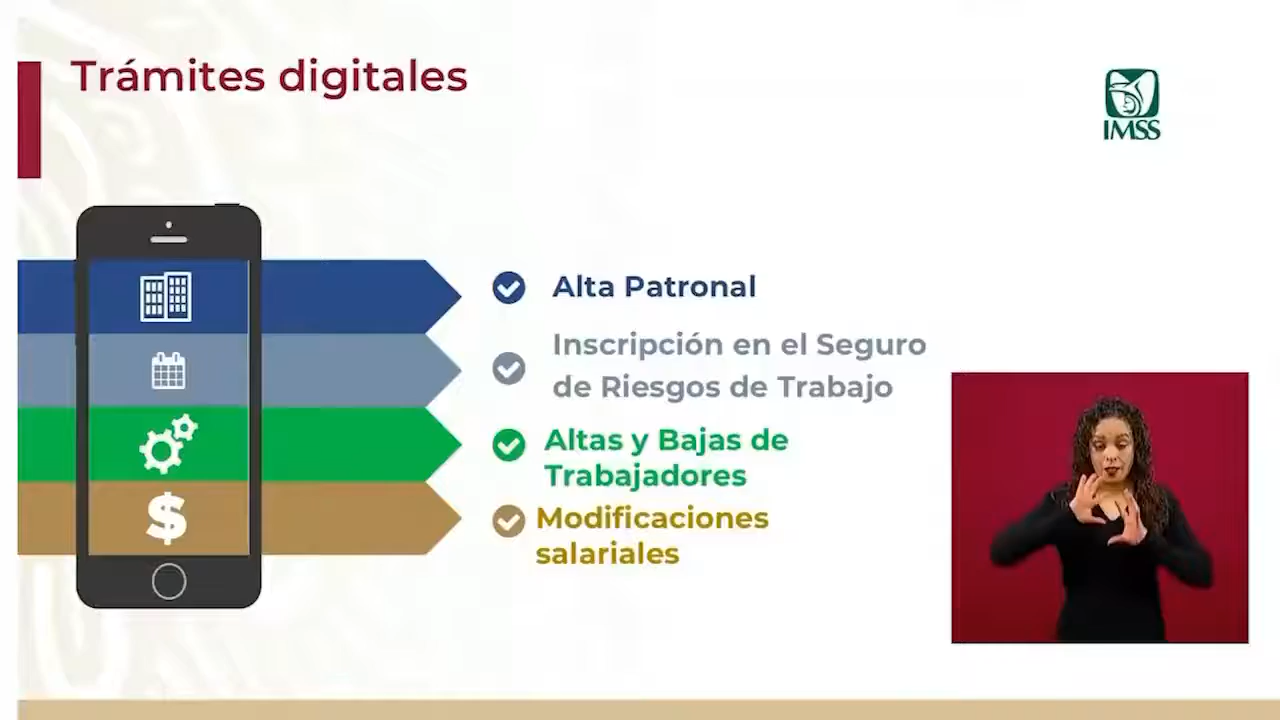 Trámites digitales
IMSS
Alta Patronal
Inscripción en el Seguro
de Riesgos de Trabajo
Altas y Bajas de
Trabajadores
$
Modificaciones
salariales